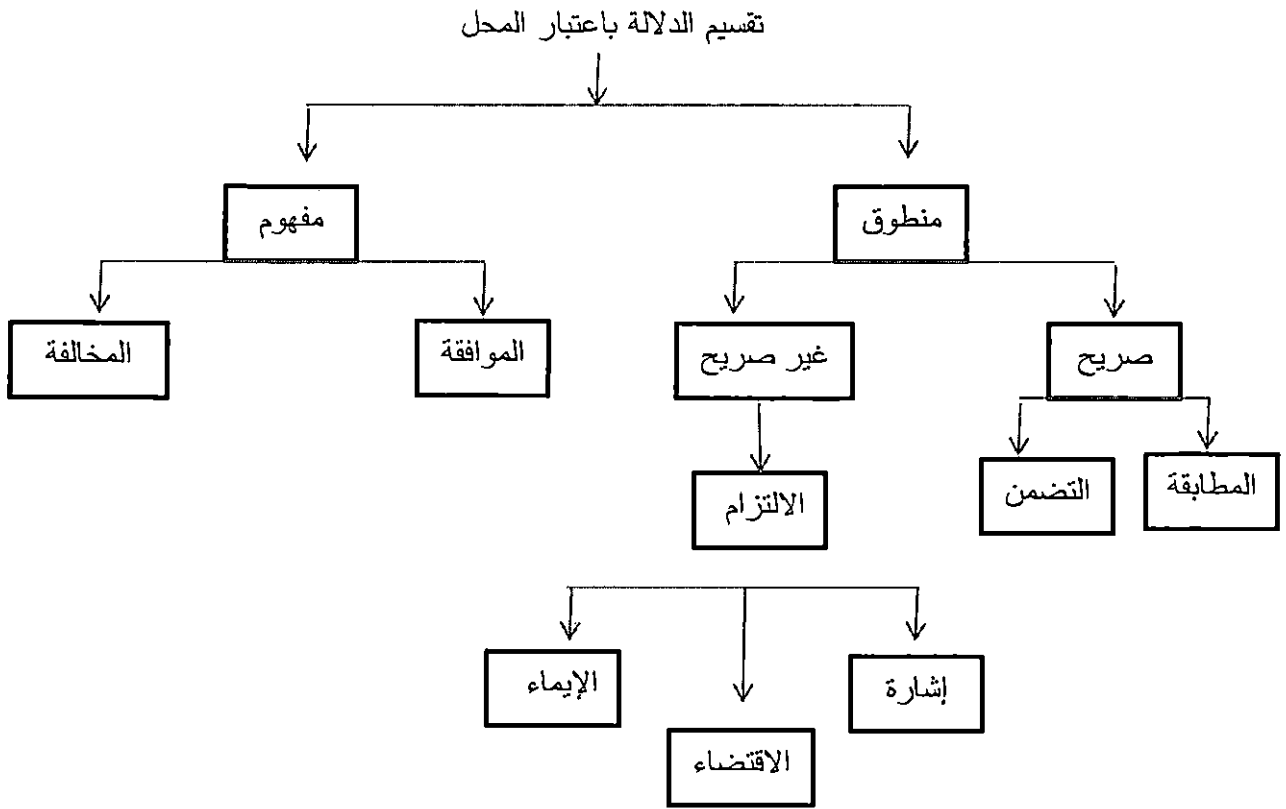 تقسيم الدلالة باعتبار المحل
منطوق
مفهوم
صريح
غير صريح
الموافقة
المخالفة
المطابقة
التضمن
الالتزام
إشارة
الاقتضاء
الإيماء